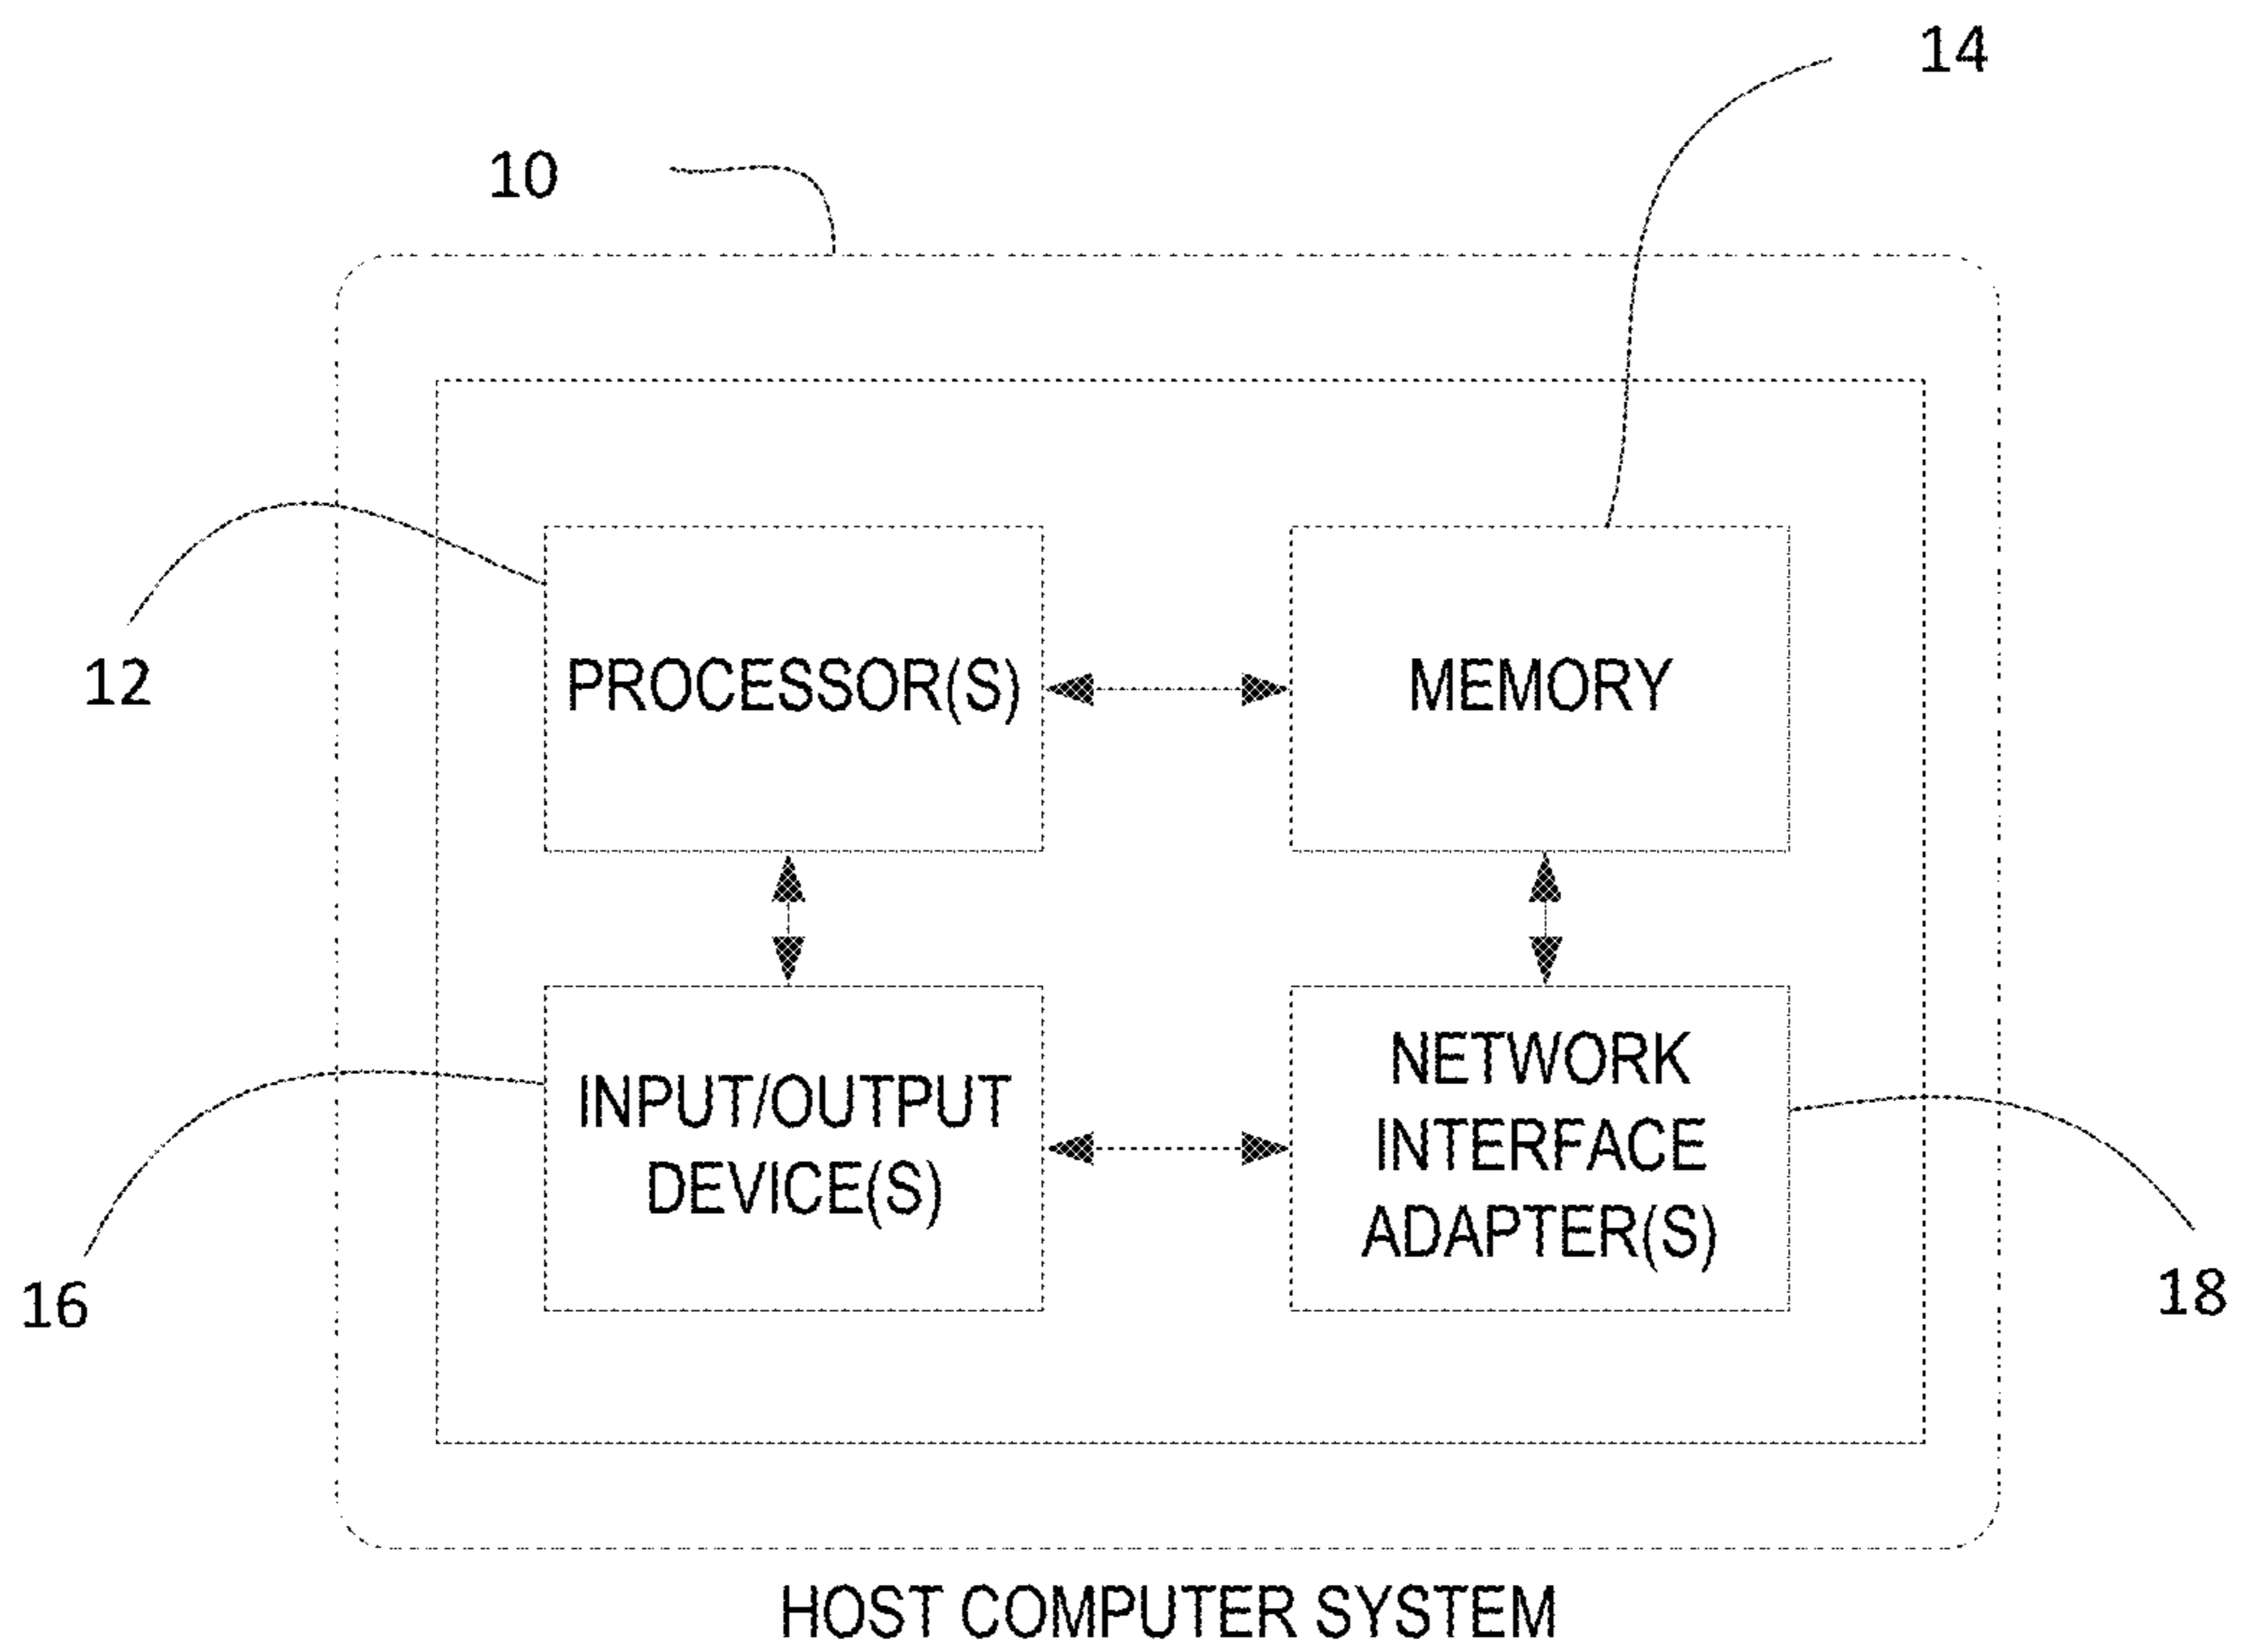 14
10
12
PROCESSOR(S)
MEMORY
INPUT/OUTPUT
DEVICE(S)
NETWORK
INTERFACE
ADAPTER(S)
16
18
HOST COMPUTER SYSTEM